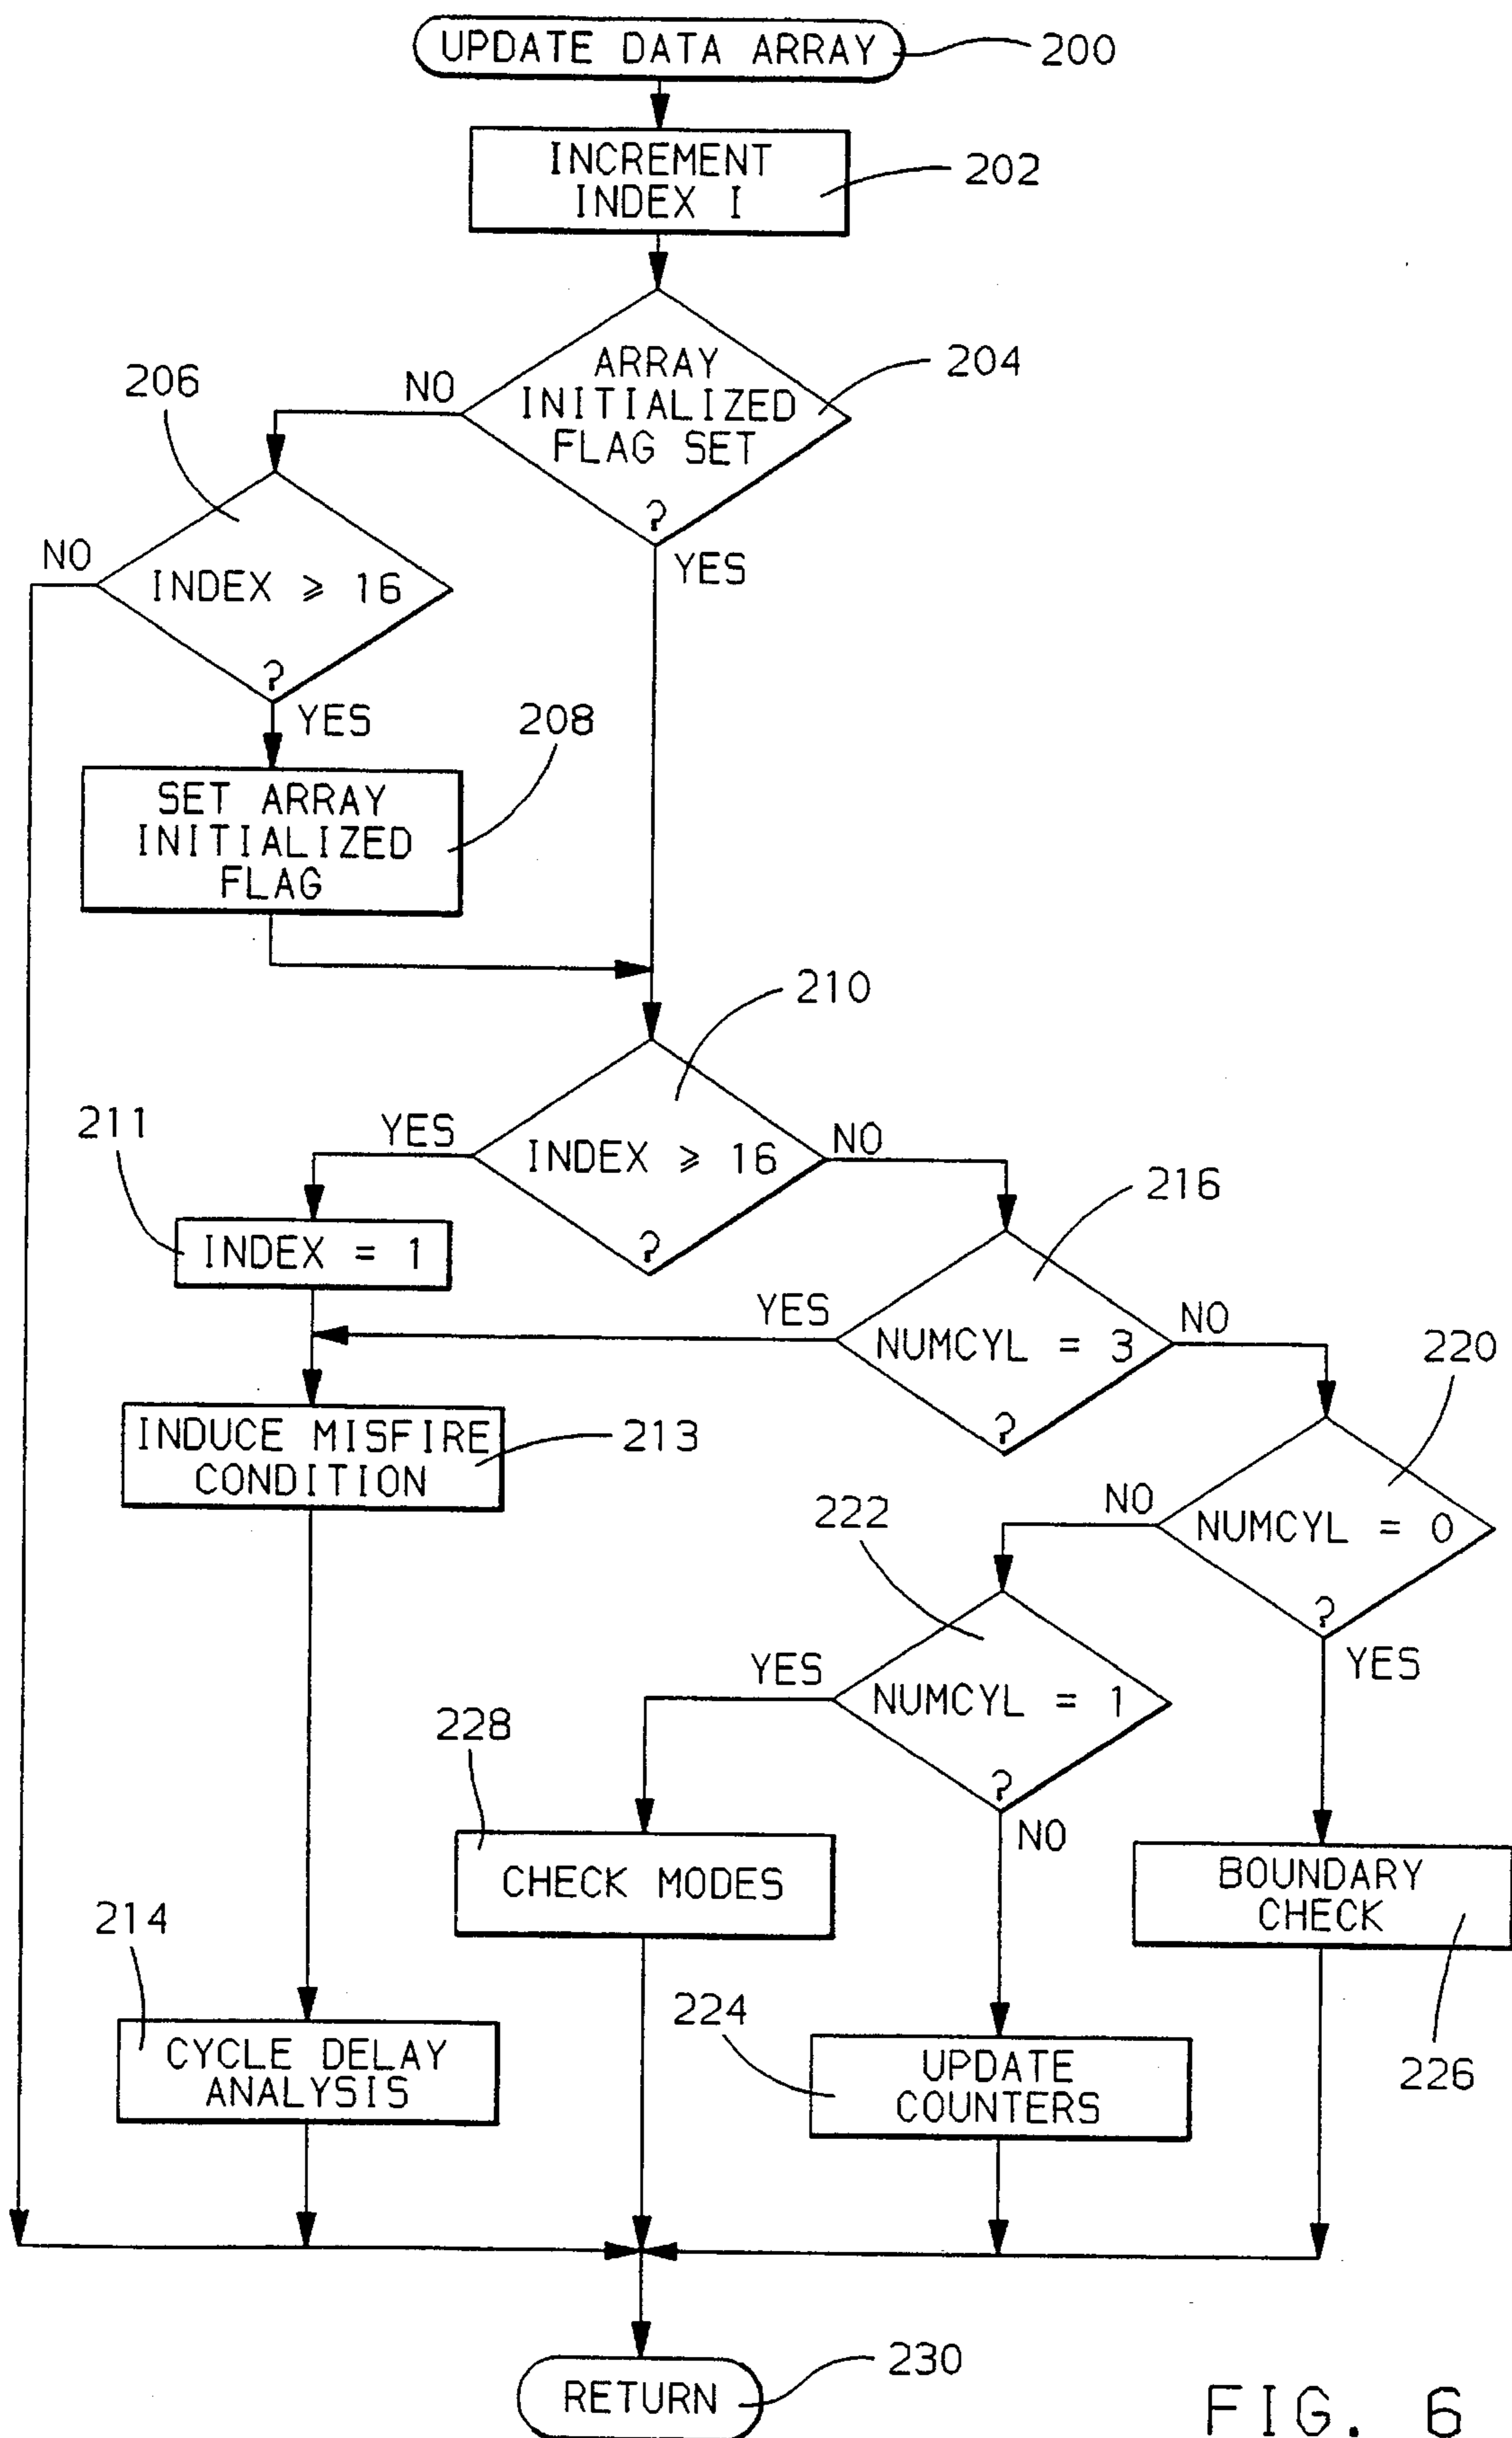 UPDATE DATA ARRAY
200
INCREMENT
INDEX I
202
ARRAY
INITIALIZED
FLAG SET
?
204
NO
YES
206
INDEX ≥ 16
?
NO
YES
208
SET ARRAY
INITIALIZED
FLAG
210
INDEX ≥ 16
?
YES
NO
211
INDEX = 1
216
NUMCYL = 3
?
YES
NO
INDUCE MISFIRE
CONDITION
213
220
NUMCYL = 0
?
NO
YES
222
NUMCYL = 1
?
YES
NO
228
CHECK MODES
BOUNDARY
CHECK
226
214
CYCLE DELAY
ANALYSIS
224
UPDATE
COUNTERS
RETURN
230
FIG. 6